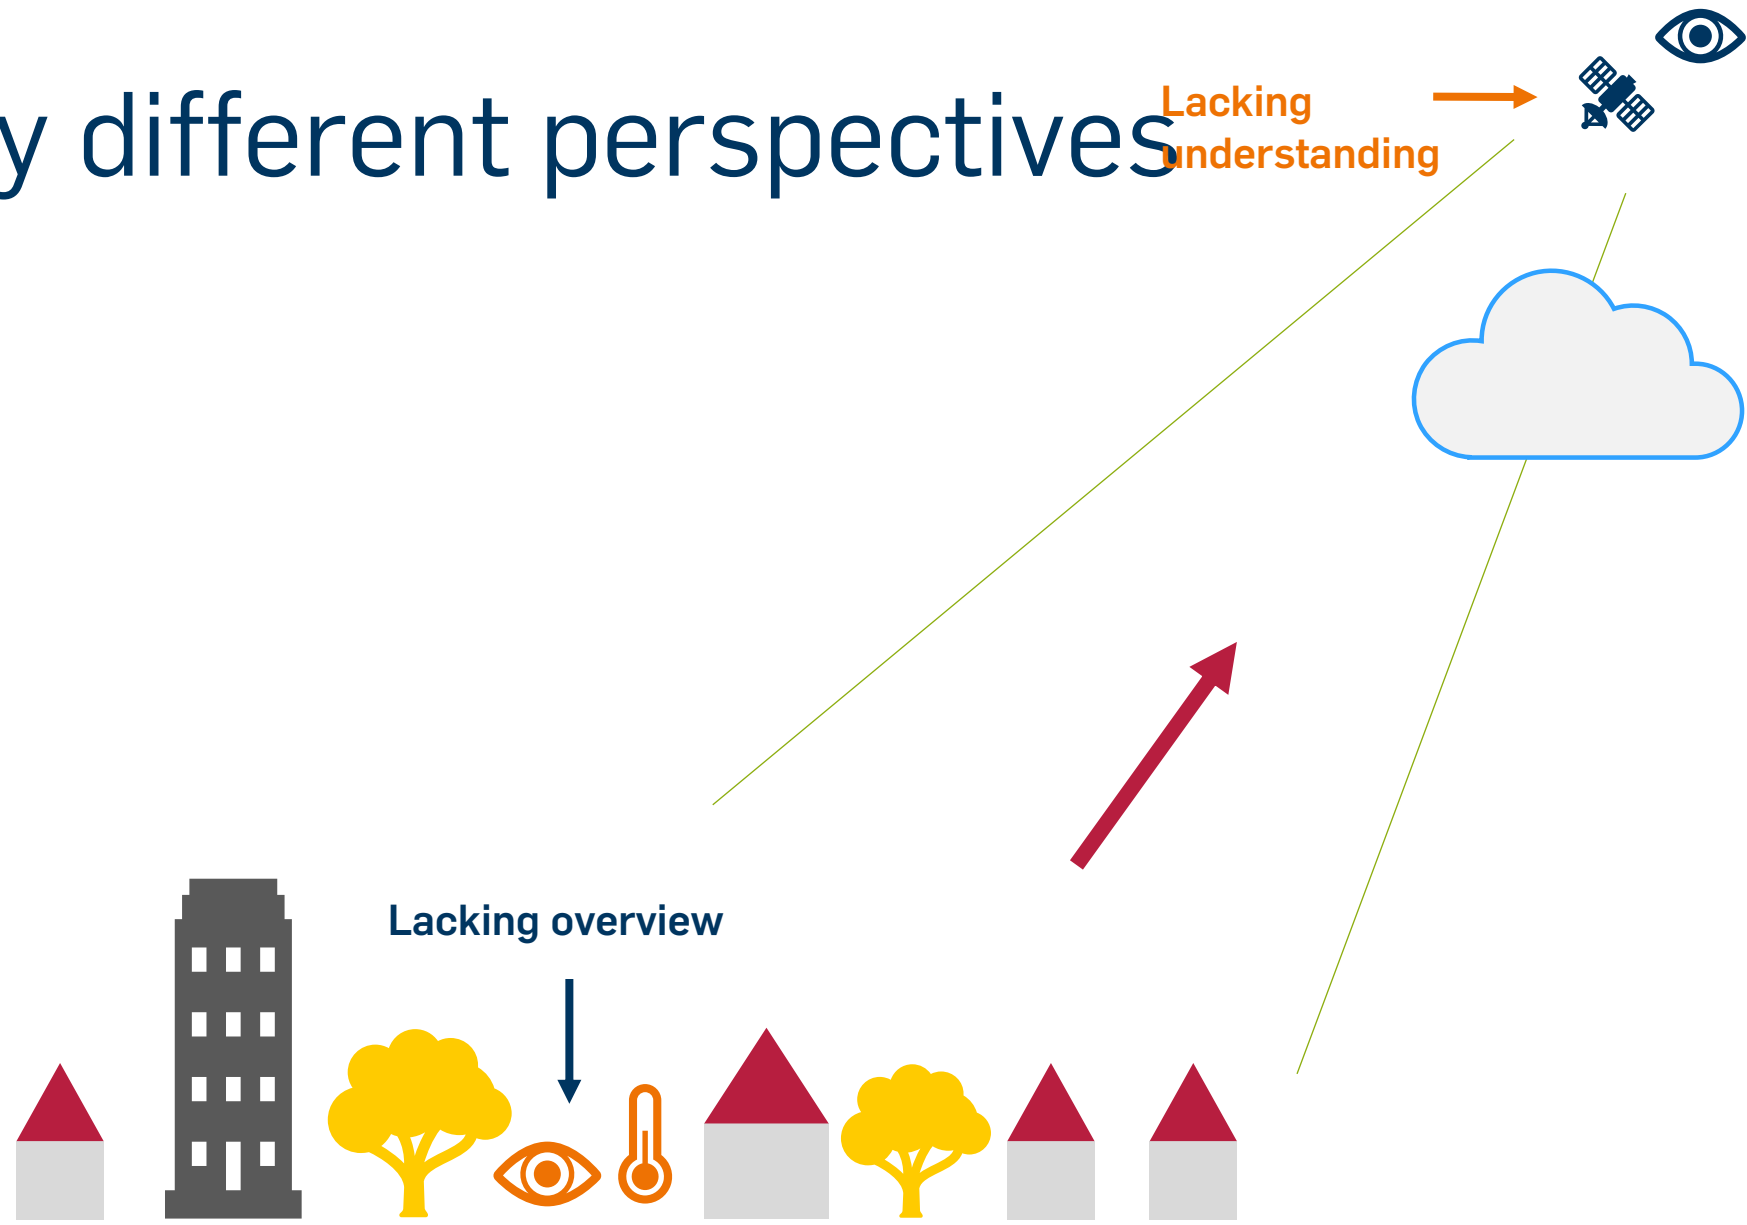 y different perspectives
Lacking
understanding
Lacking overview